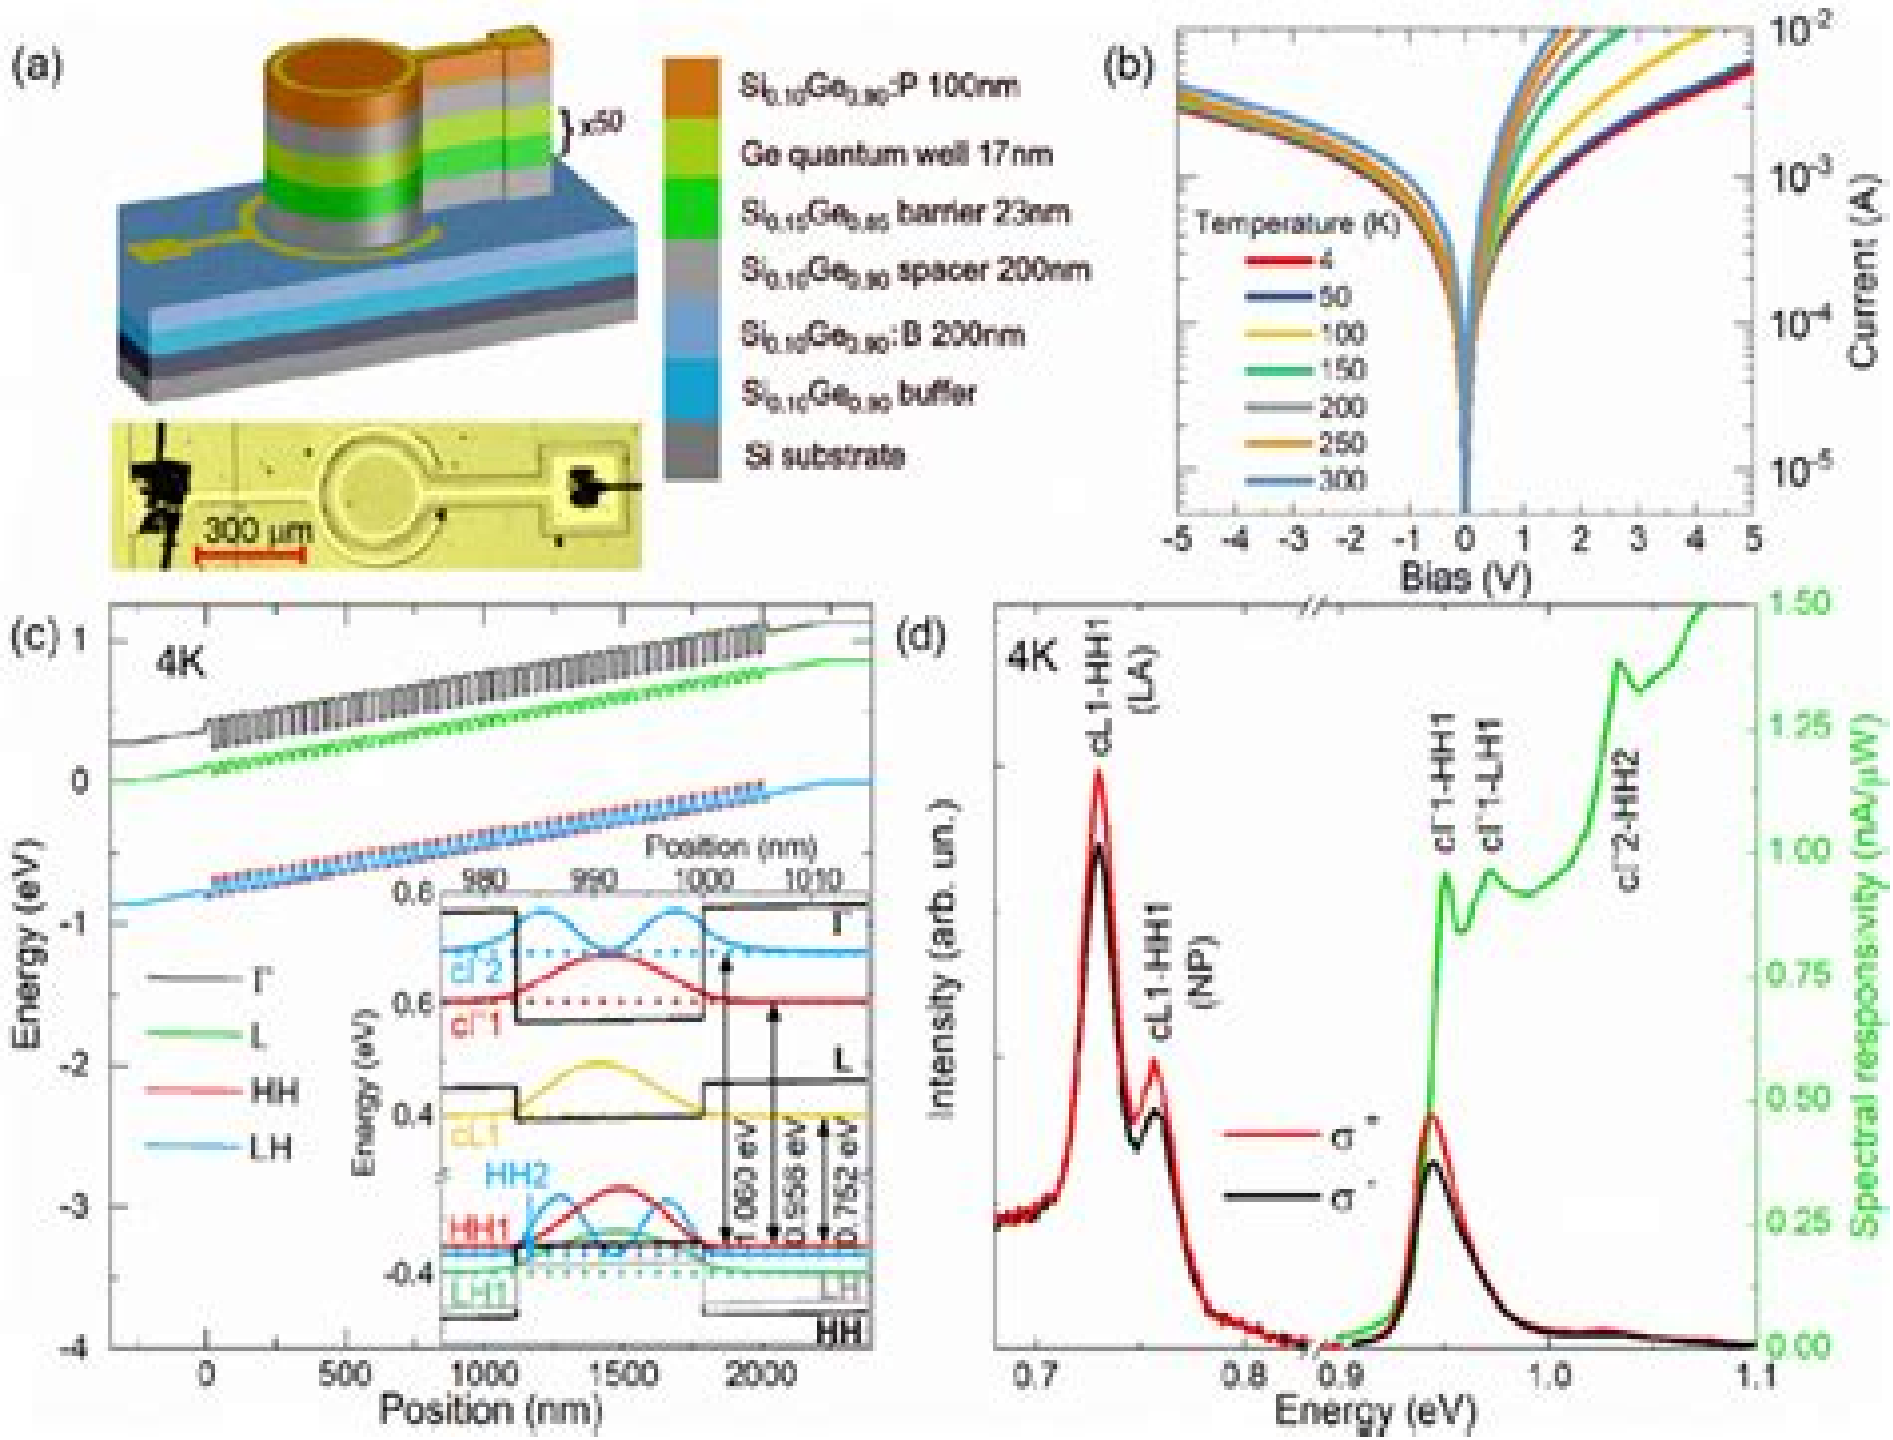 (a)
x50
Si0.10Ge0.90:P 100nm
Ge quantum well 17nm
Si0.15Ge0.85 barrier 23nm
Si0.10Ge0.90 spacer 200nm
Si0.10Ge0.90:B 200nm
Si0.10Ge0.90 buffer
Si substrate
300 µm
(b)
Temperature (K)
4
50
100
150
200
250
300
10-2
10-3
10-4
10-5
Current (A)
-5 -4 -3 -2 -1 0 1 2 3 4 5
Bias (V)
(c)
4K
1
0
-1
-2
-3
-4
Energy (eV)
Γ
L
HH
LH
0 500 1000 1500 2000
Position (nm)
Position (nm)
980 990 1000 1010
0.8
0.6
0.4
-0.4
Energy (eV)
Γ
cΓ2
cΓ1
L
cL1
HH2
HH1
LH1
LH
HH
1.060 eV
0.958 eV
0.752 eV
(d)
4K
cL1-HH1
(LA)
cL1-HH1
(NP)
cΓ1-HH1
cΓ1-LH1
cΓ2-HH2
σ+
σ-
Intensity (arb. un.)
0.7 0.8 0.9 1.0 1.1
Energy (eV)
1.50
1.25
1.00
0.75
0.50
0.25
0.00
Spectral responsivity (nA/µW)